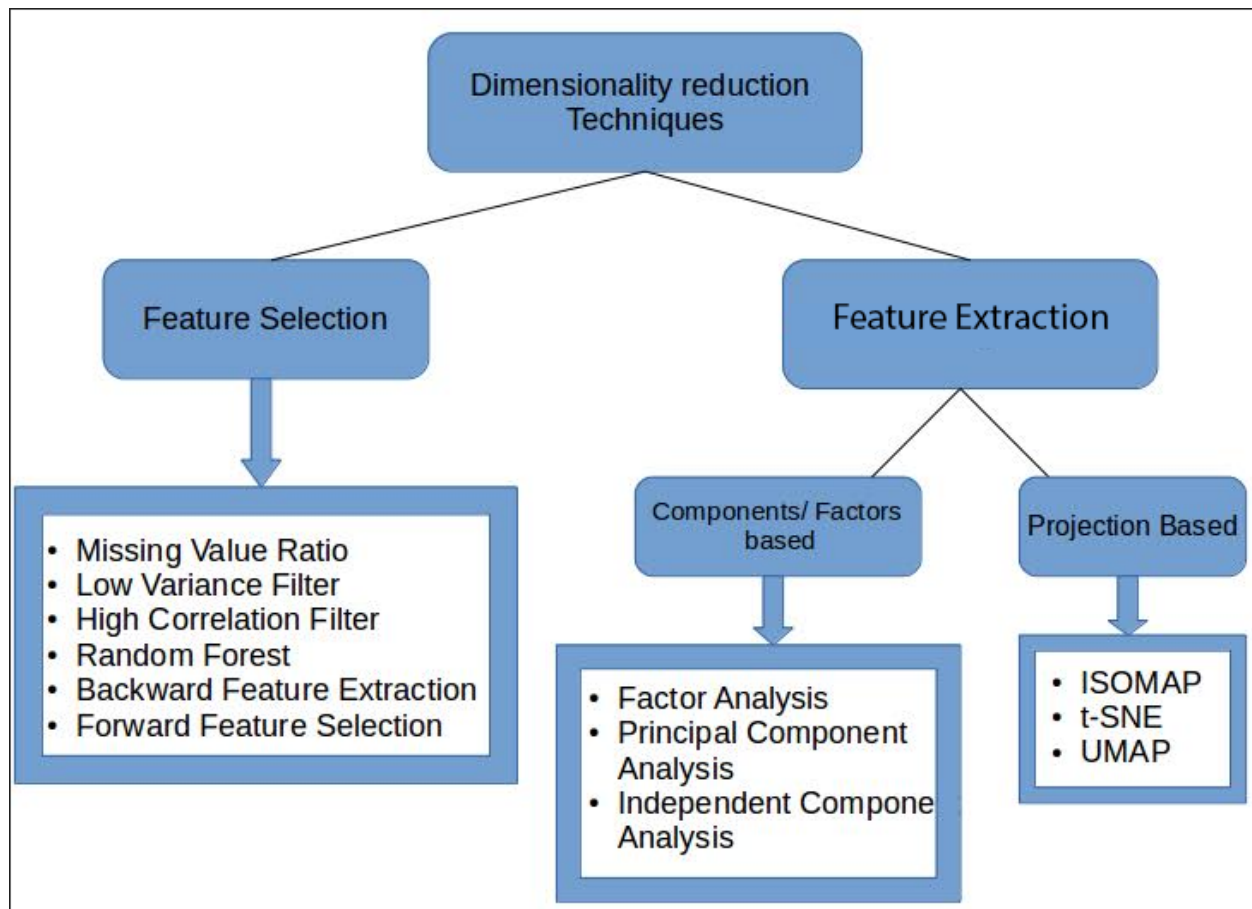 Dimensionality reduction
Techniques
Feature Selection
Feature Extraction
Components/ Factors
based
Projection Based
• Missing Value Ratio
• Low Variance Filter
• High Correlation Filter
• Random Forest
• Backward Feature Extraction
• Forward Feature Selection
• Factor Analysis
• Principal Component
Analysis
• Independent Compone
Analysis
• ISOMAP
• t-SNE
• UMAP